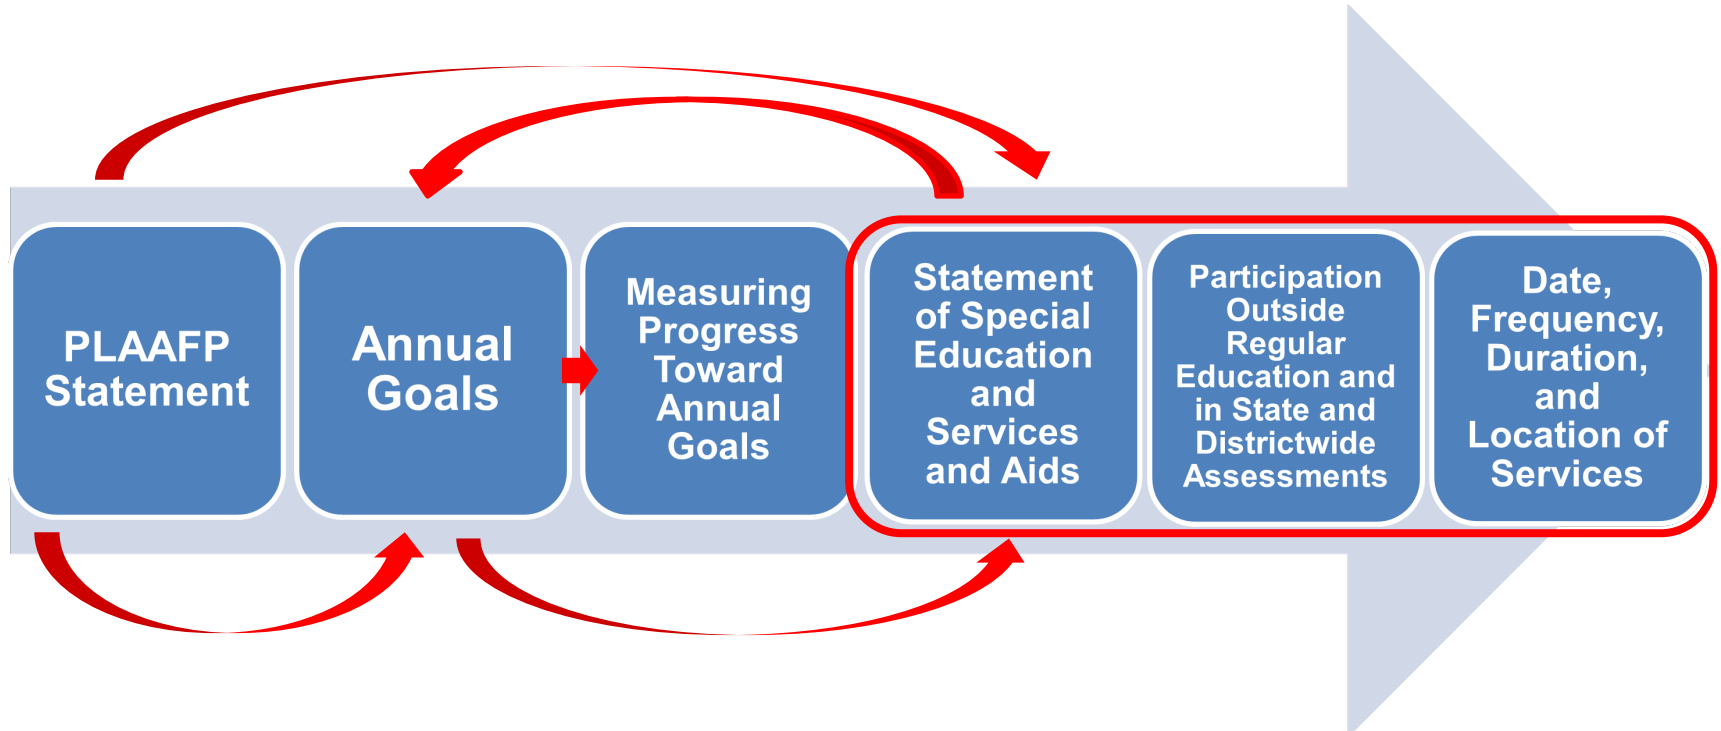 PLAAFP
Statement
Annual
Goals
Measuring
Progress
Toward
Annual
Goals
Statement
of Special
Education
and
Services
and Aids
Participation
Outside
Regular
Education and
in State and
Districtwide
Assessments
Date,
Frequency,
Duration,
and
Location of
Services